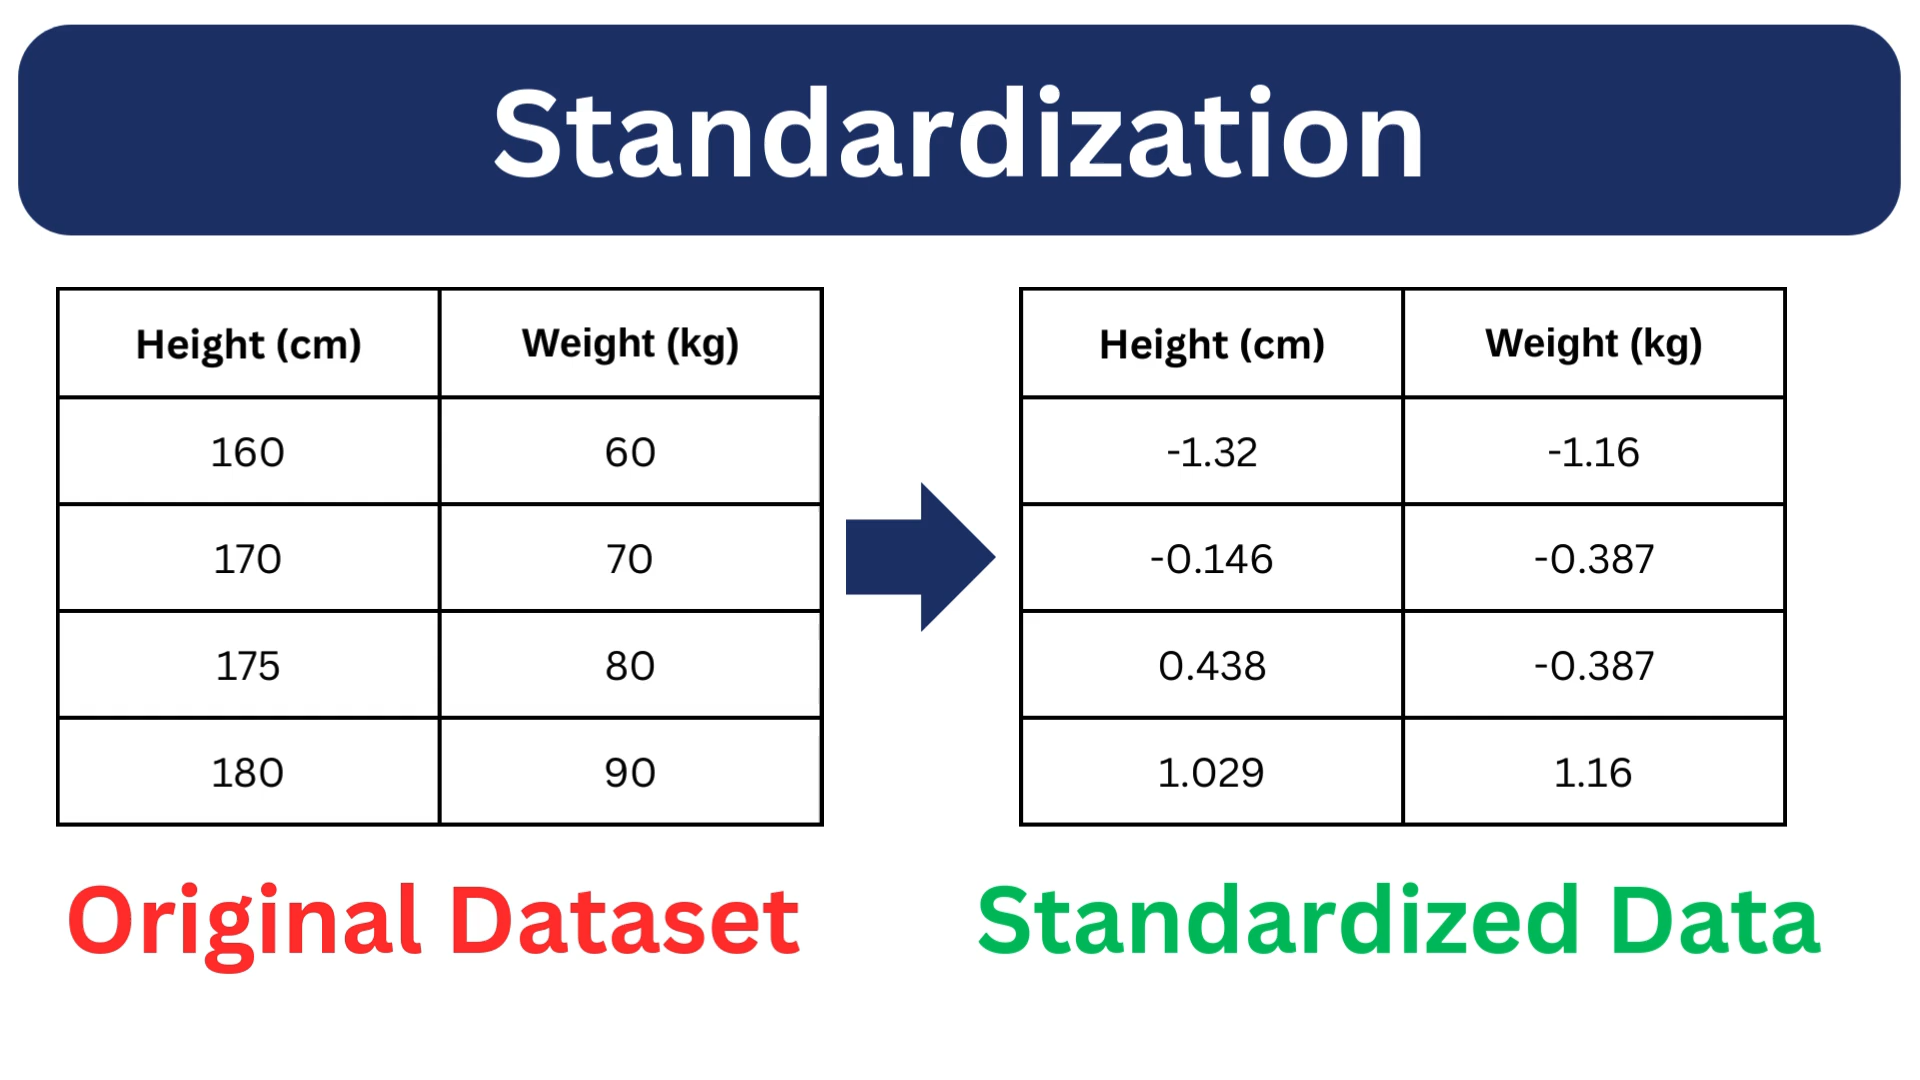 Standardization
Height (cm) Weight (kg)
160 60
170 70
175 80
180 90
Original Dataset
Height (cm) Weight (kg)
-1.32 -1.16
-0.146 -0.387
0.438 -0.387
1.029 1.16
Standardized Data